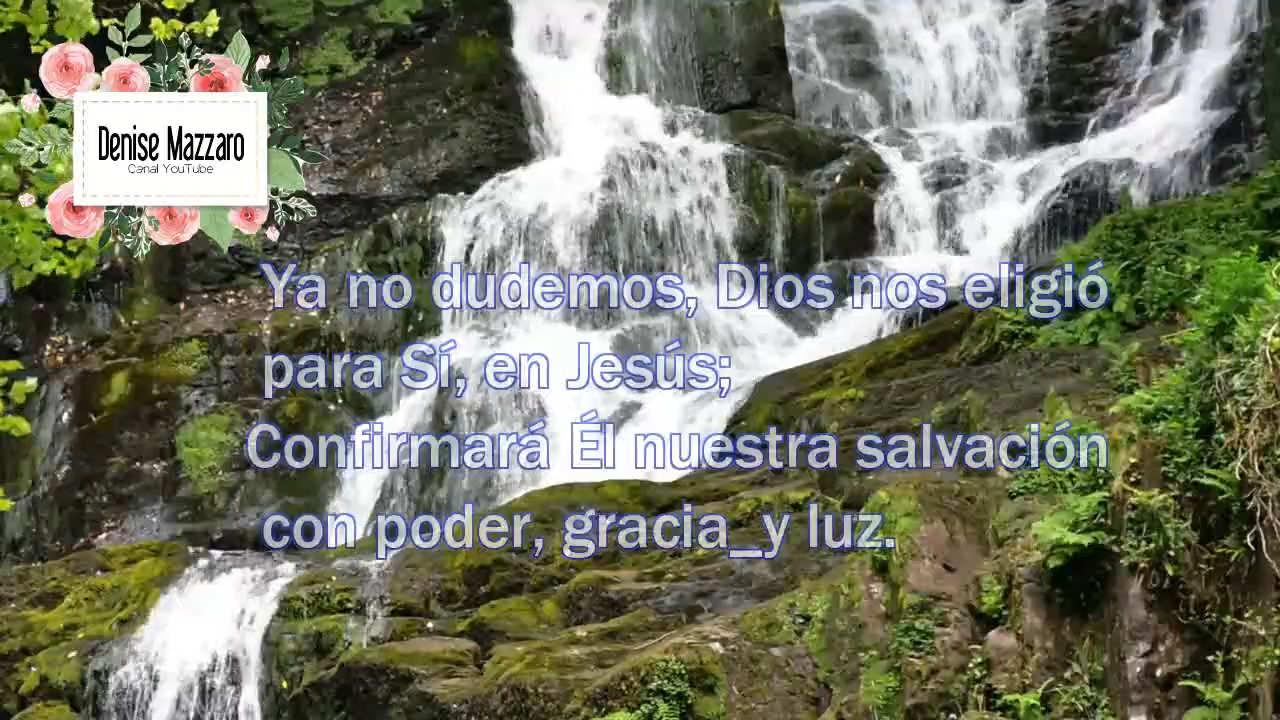 Denise Mazzaro
Canal YouTube
Ya no dudemos, Dios nos eligió
para Sí, en Jesús;
Confirmará Él nuestra salvación
con poder, gracia_y luz.